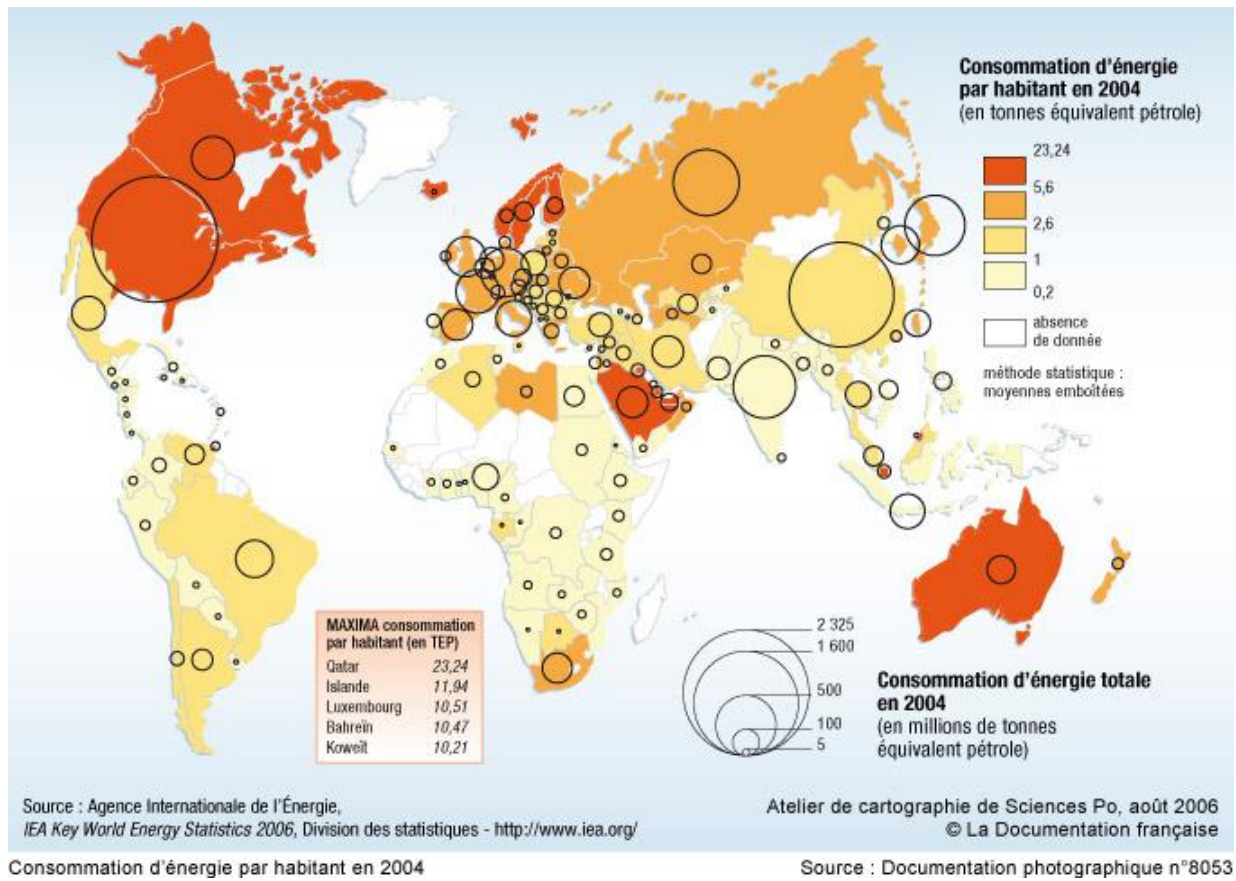 Consommation d'énergie
par habitant en 2004
(en tonnes équivalent pétrole)
23,24
5,6
2,6
1
0,2
absence
de donnée
méthode statistique :
moyennes emboîtées
MAXIMA consommation
par habitant (en TEP)
Qatar 23,24
Islande 11,94
Luxembourg 10,51
Bahreïn 10,47
Koweït 10,21
2 325
1 600
500
100
5
Consommation d'énergie totale
en 2004
(en millions de tonnes
équivalent pétrole)
Source : Agence Internationale de l'Énergie,
IEA Key World Energy Statistics 2006, Division des statistiques - http://www.iea.org/
Atelier de cartographie de Sciences Po, août 2006
© La Documentation française
Consommation d'énergie par habitant en 2004
Source : Documentation photographique n°8053